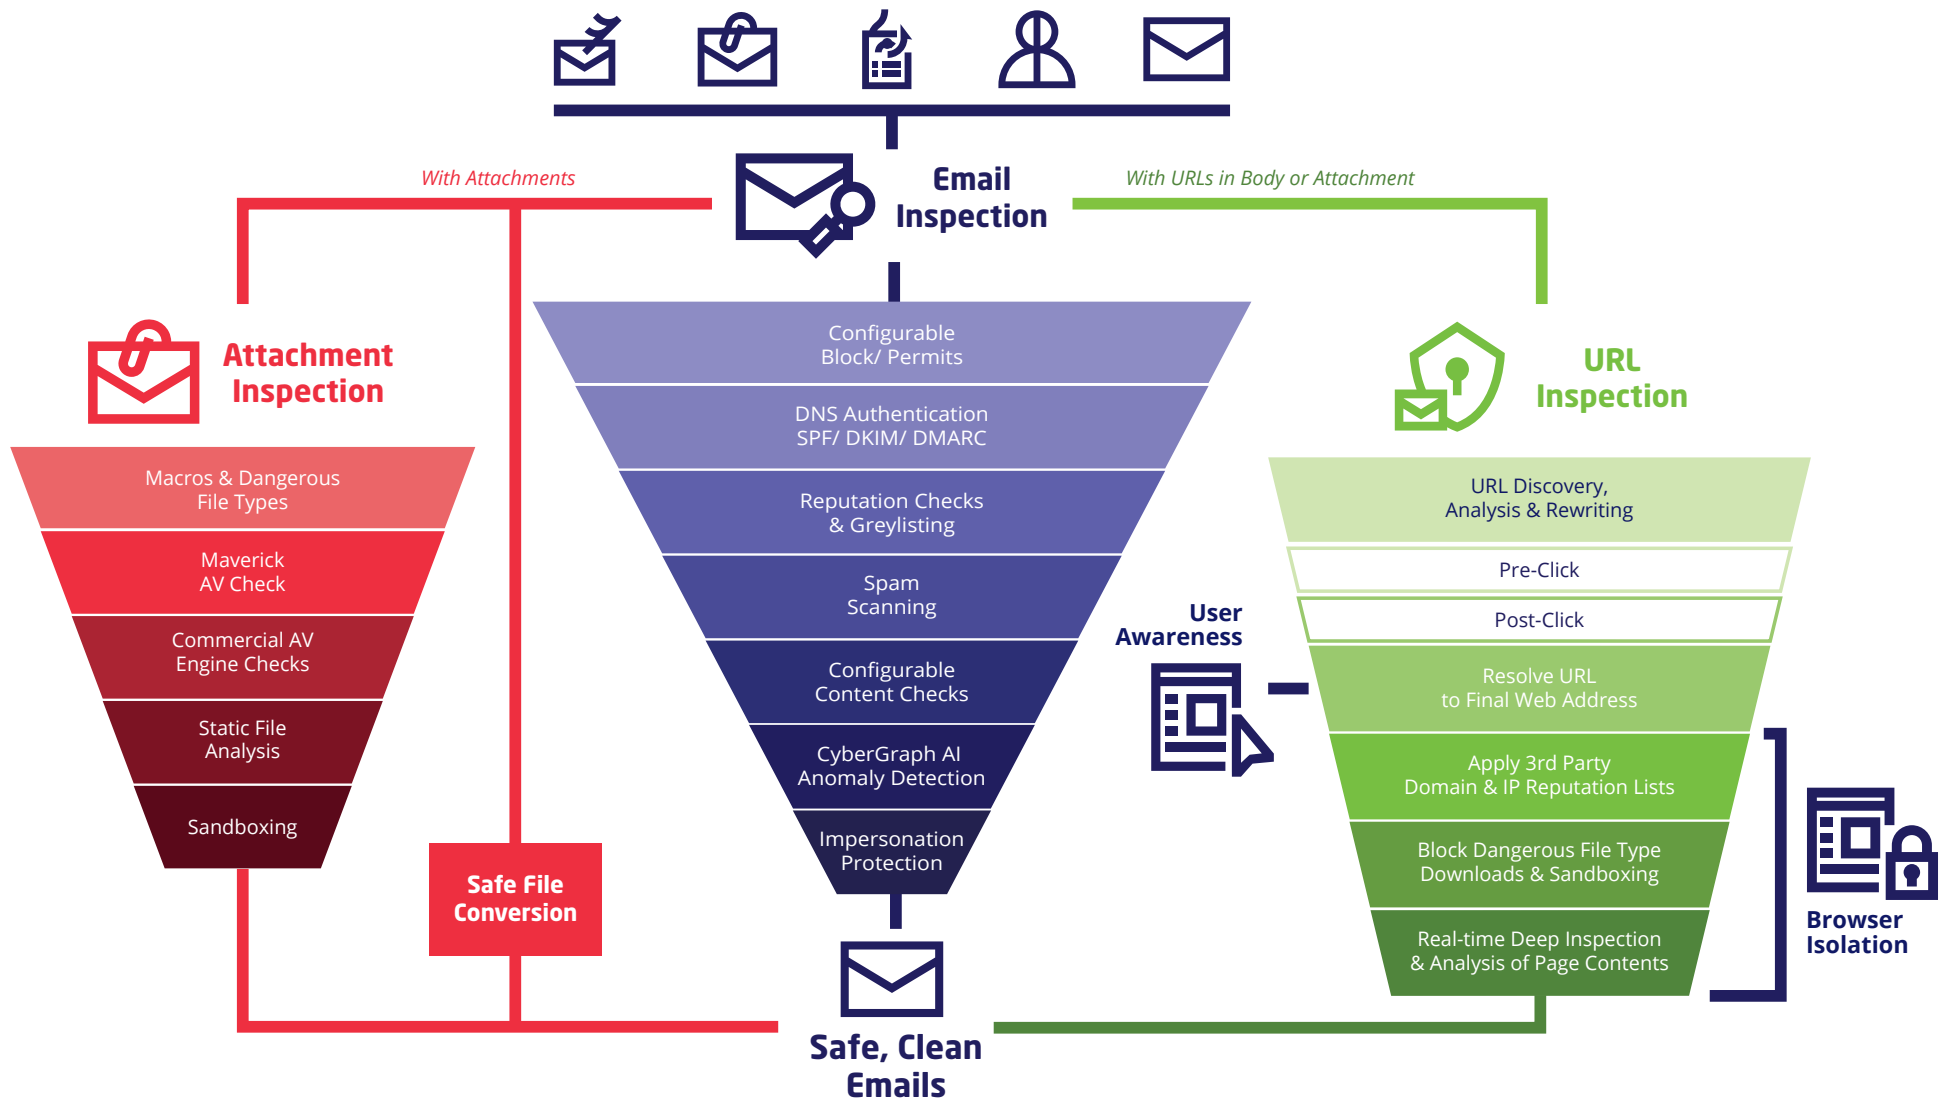 With Attachments
Email
Inspection
With URLs in Body or Attachment
Attachment
Inspection
Macros & Dangerous
File Types
Maverick
AV Check
Commercial AV
Engine Checks
Static File
Analysis
Sandboxing
Safe File
Conversion
Configurable
Block/ Permits
DNS Authentication
SPF/ DKIM/ DMARC
Reputation Checks
& Greylisting
Spam
Scanning
Configurable
Content Checks
CyberGraph AI
Anomaly Detection
Impersonation
Protection
Safe, Clean
Emails
URL
Inspection
URL Discovery,
Analysis & Rewriting
Pre-Click
Post-Click
User
Awareness
Resolve URL
to Final Web Address
Apply 3rd Party
Domain & IP Reputation Lists
Block Dangerous File Type
Downloads & Sandboxing
Real-time Deep Inspection
& Analysis of Page Contents
Browser
Isolation